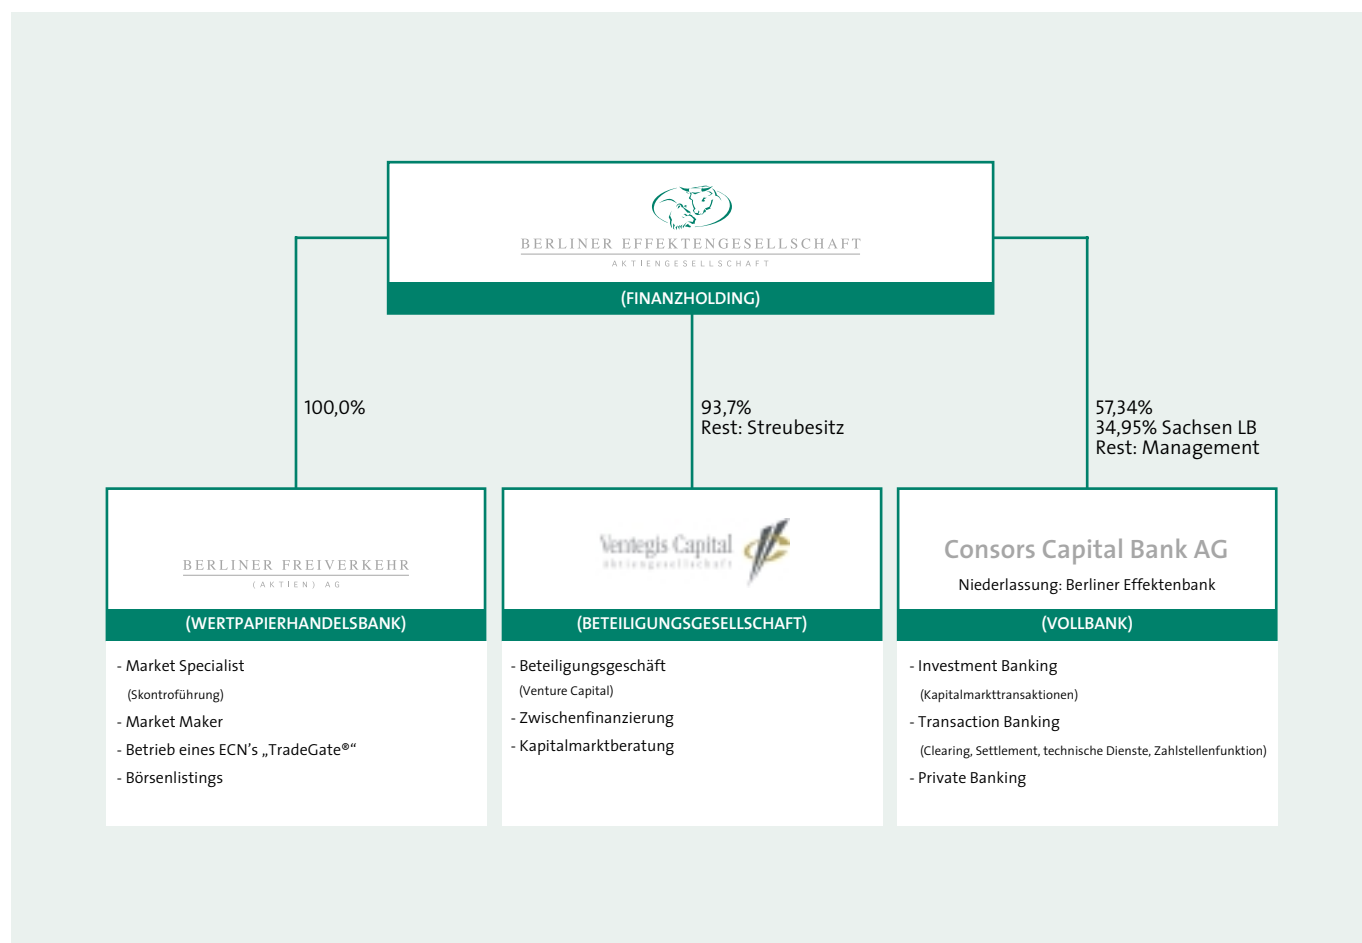 BERLINER EFFEKTENGESELLSCHAFT
AKTIENGESELLSCHAFT
(FINANZHOLDING)
100,0%
93,7%
Rest: Streubesitz
57,34%
34,95% Sachsen LB
Rest: Management
BERLINER FREIVERKEHR
(AKTIEN) AG
(WERTPAPIERHANDELSBANK)
- Market Specialist
(Skontroführung)
- Market Maker
- Betrieb eines ECN's „TradeGate®“
- Börsenlistings
Ventegis Capital
aktiengesellschaft
(BETEILIGUNGSGESELLSCHAFT)
- Beteiligungsgeschäft
(Venture Capital)
- Zwischenfinanzierung
- Kapitalmarktberatung
Consors Capital Bank AG
Niederlassung: Berliner Effektenbank
(VOLLBANK)
- Investment Banking
(Kapitalmarkttransaktionen)
- Transaction Banking
(Clearing, Settlement, technische Dienste, Zahlstellenfunktion)
- Private Banking